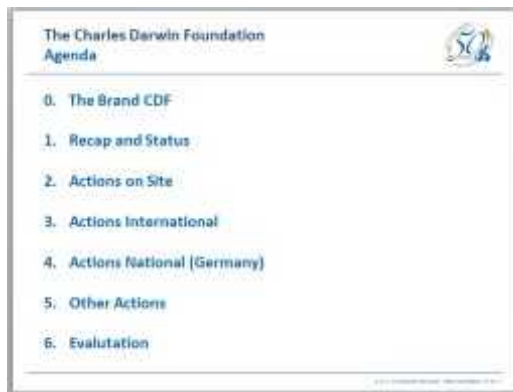 The Charles Darwin Foundation
Agenda
50
0. The Brand CDF
1. Recap and Status
2. Actions on Site
3. Actions International
4. Actions National (Germany)
5. Other Actions
6. Evalutation